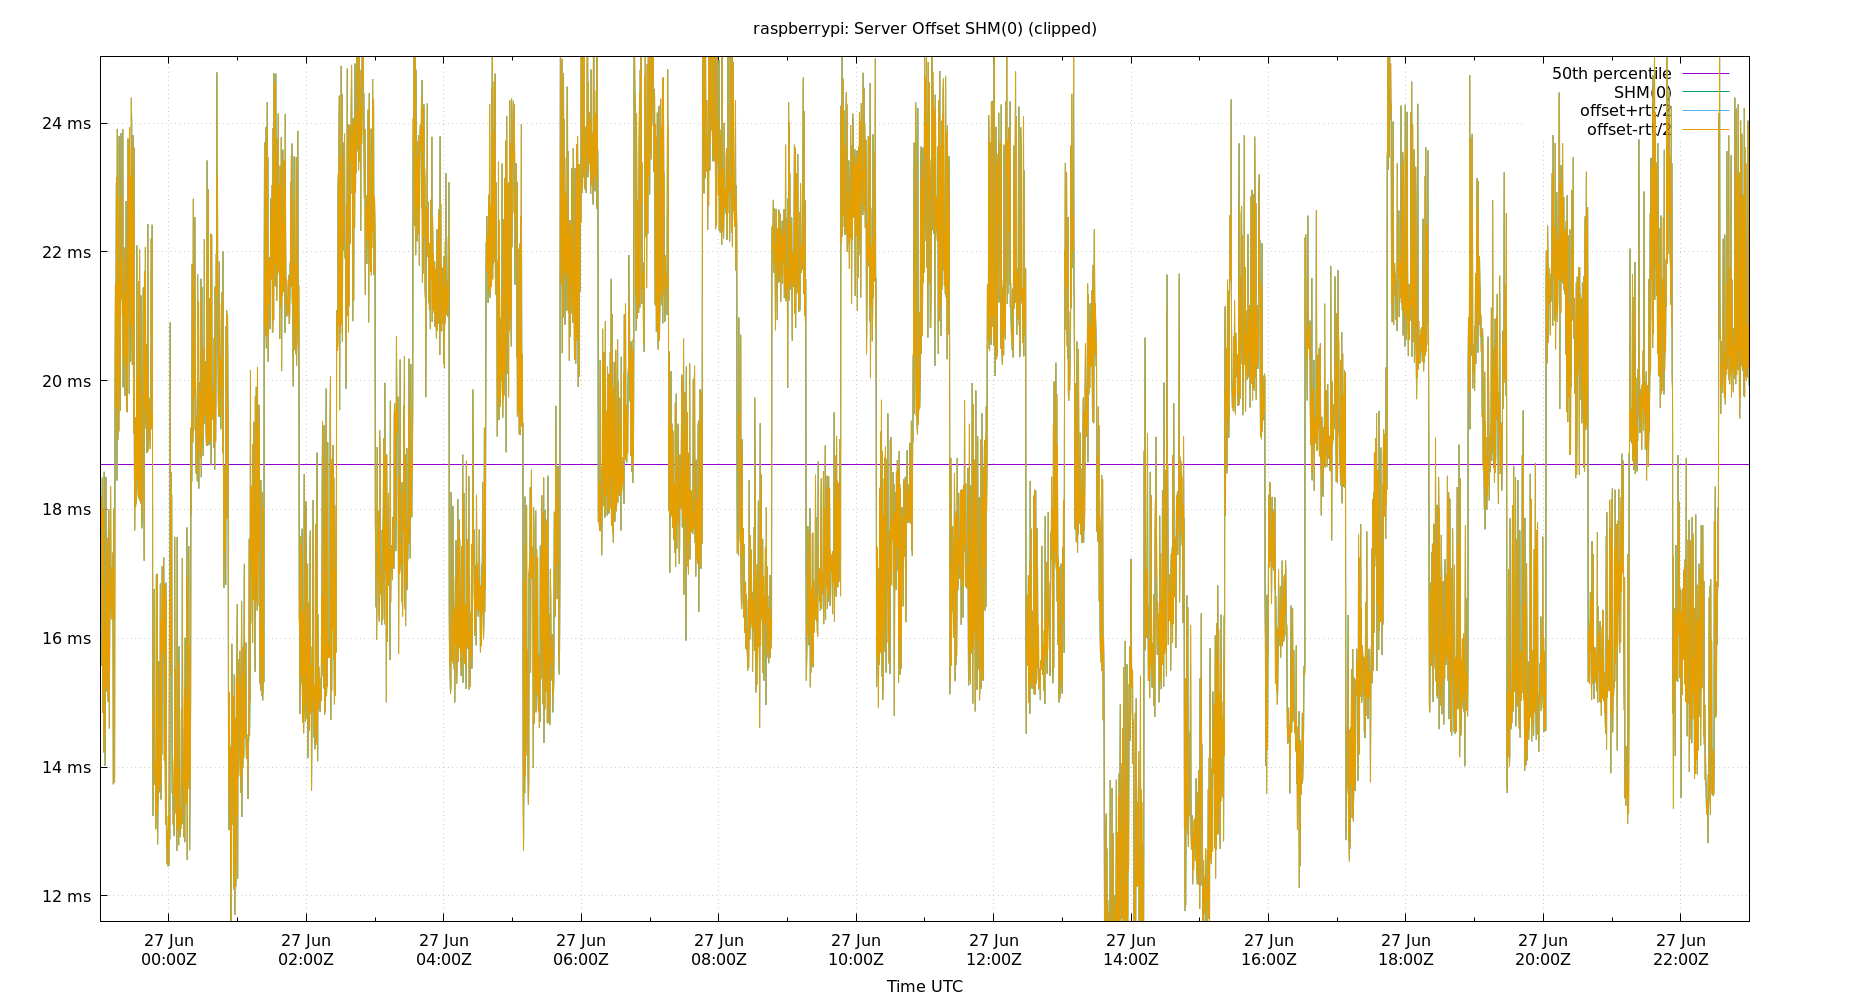 raspberrypi: Server Offset SHM(0) (clipped)
50th percentile
SHM(0)
offset+rtt/2
offset-rtt/2
24 ms
22 ms
20 ms
18 ms
16 ms
14 ms
12 ms
27 Jun 27 Jun 27 Jun 27 Jun 27 Jun 27 Jun 27 Jun 27 Jun 27 Jun 27 Jun 27 Jun 27 Jun
00:00Z 02:00Z 04:00Z 06:00Z 08:00Z 10:00Z 12:00Z 14:00Z 16:00Z 18:00Z 20:00Z 22:00Z
Time UTC